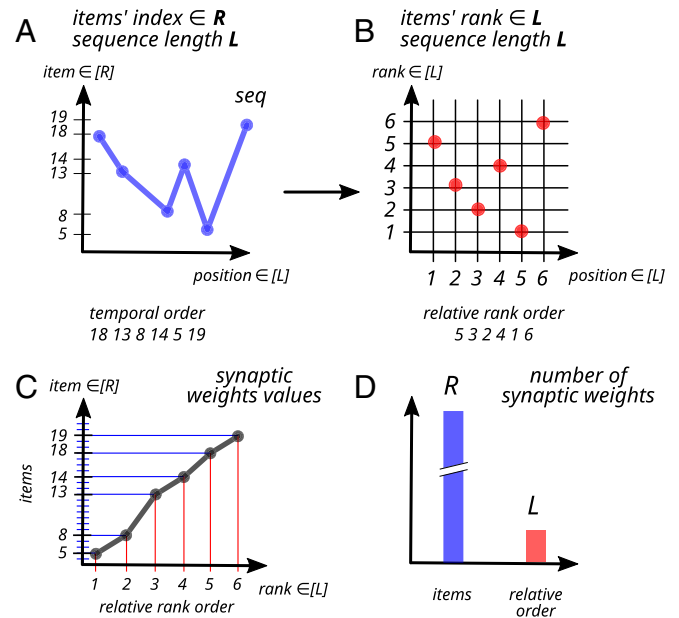 A
items' index ∈ R
sequence length L
item ∈ [R]
seq
19
18
14
13
8
5
position ∈ [L]
temporal order
18 13 8 14 5 19
B
items' rank ∈ L
sequence length L
rank ∈ [L]
6
5
4
3
2
1
1 2 3 4 5 6
position ∈ [L]
relative rank order
5 3 2 4 1 6
C
item ∈[R]
synaptic
weights values
items
19
18
14
13
8
5
1 2 3 4 5 6
rank ∈[L]
relative rank order
D
number of
synaptic weights
R
L
items
relative
order